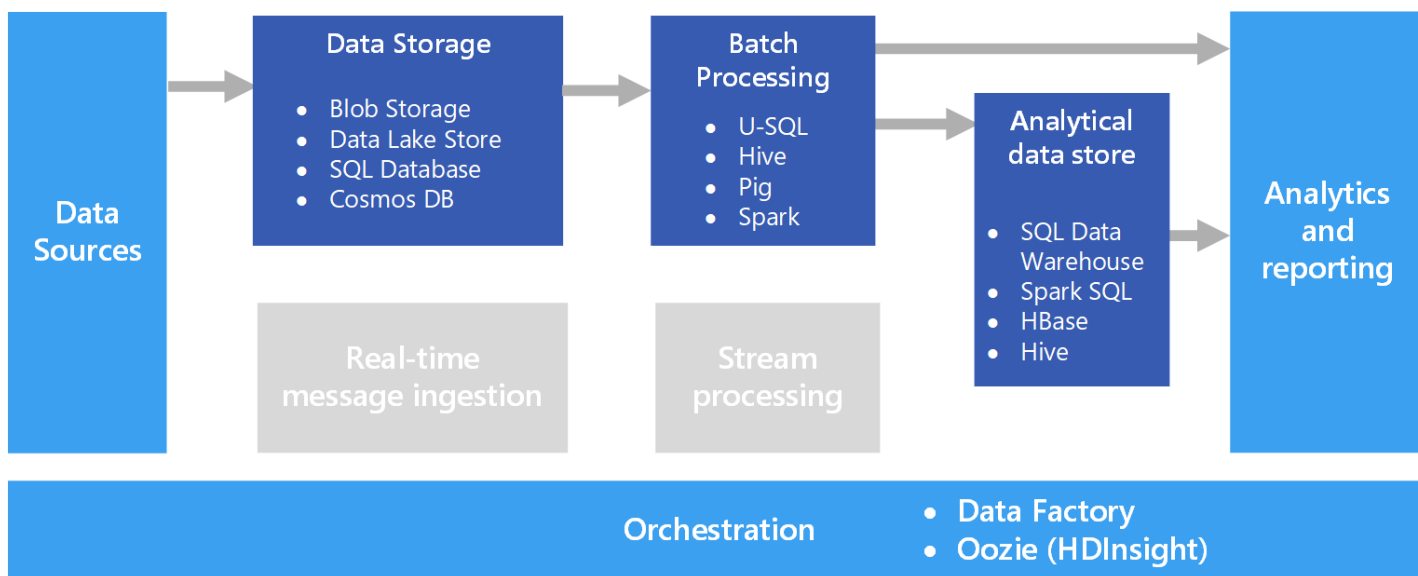 Data
Sources
Data Storage
● Blob Storage
● Data Lake Store
● SQL Database
● Cosmos DB
Real-time
message ingestion
Batch
Processing
● U-SQL
● Hive
● Pig
● Spark
Stream
processing
Analytical
data store
● SQL Data
Warehouse
● Spark SQL
● HBase
● Hive
Analytics
and
reporting
Orchestration
● Data Factory
● Oozie (HDInsight)